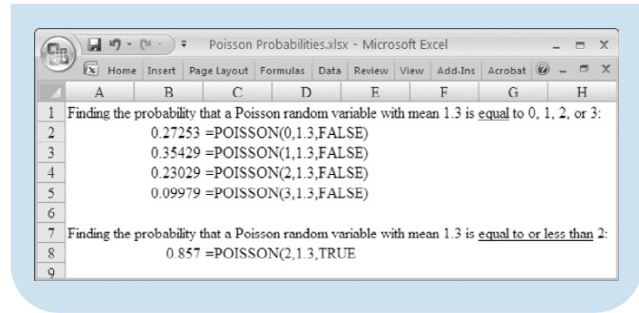 Poisson Probabilities.xlsx - Microsoft Excel
Home Insert Page Layout Formulas Data Review View Add-Ins Acrobat
A B C D E F G H
1 Finding the probability that a Poisson random variable with mean 1.3 is equal to 0, 1, 2, or 3:
2 0.27253 =POISSON(0,1.3,FALSE)
3 0.35429 =POISSON(1,1.3,FALSE)
4 0.23029 =POISSON(2,1.3,FALSE)
5 0.09979 =POISSON(3,1.3,FALSE)
6
7 Finding the probability that a Poisson random variable with mean 1.3 is equal to or less than 2:
8 0.857 =POISSON(2,1.3,TRUE
9